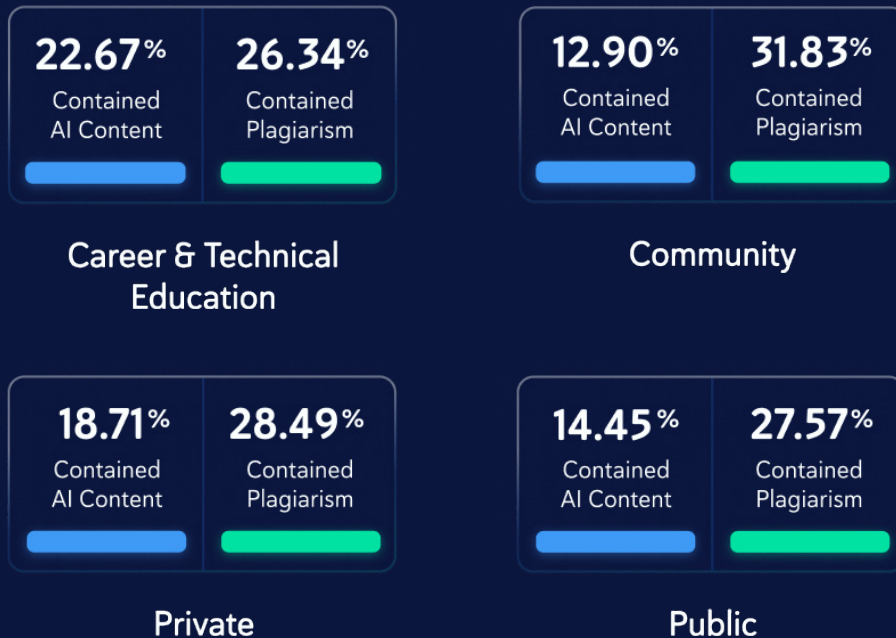 22.67% 26.34%
Contained Contained
AI Content Plagiarism
Career & Technical
Education
12.90% 31.83%
Contained Contained
AI Content Plagiarism
Community
18.71% 28.49%
Contained Contained
AI Content Plagiarism
Private
14.45% 27.57%
Contained Contained
AI Content Plagiarism
Public